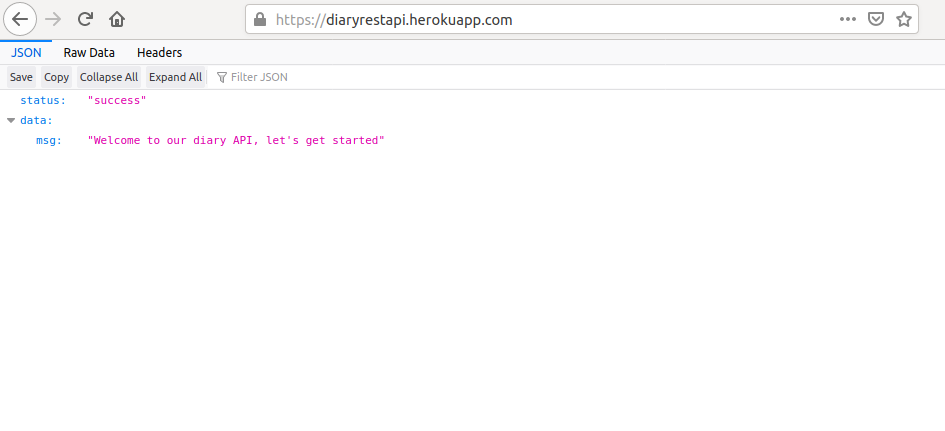 https://diaryrestapi.herokuapp.com
JSON Raw Data Headers
Save Copy Collapse All Expand All Filter JSON
status: "success"
data:
msg: "Welcome to our diary API, let's get started"